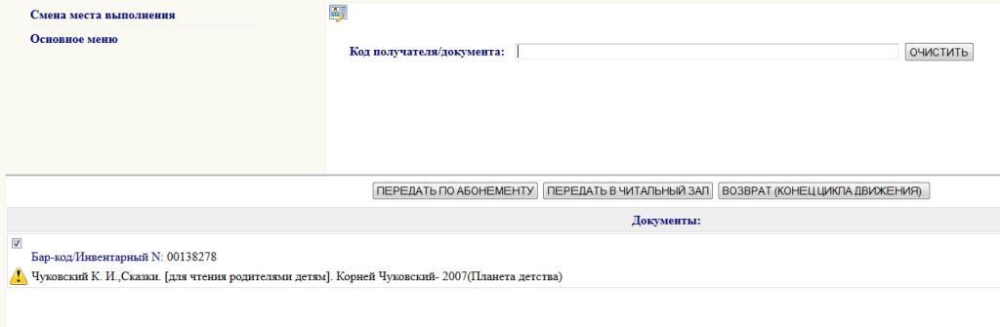 Смена места выполнения
Основное меню
Код получателя/документа: ОЧИСТИТЬ
ПЕРЕДАТЬ ПО АБОНЕМЕНТУ ПЕРЕДАТЬ В ЧИТАЛЬНЫЙ ЗАЛ ВОЗВРАТ (КОНЕЦ ЦИКЛА ДВИЖЕНИЯ)
Документы:
Бар-код/Инвентарный N: 00138278
Чуковский К. И.,Сказки. [для чтения родителями детям]. Корней Чуковский- 2007(Планета детства)